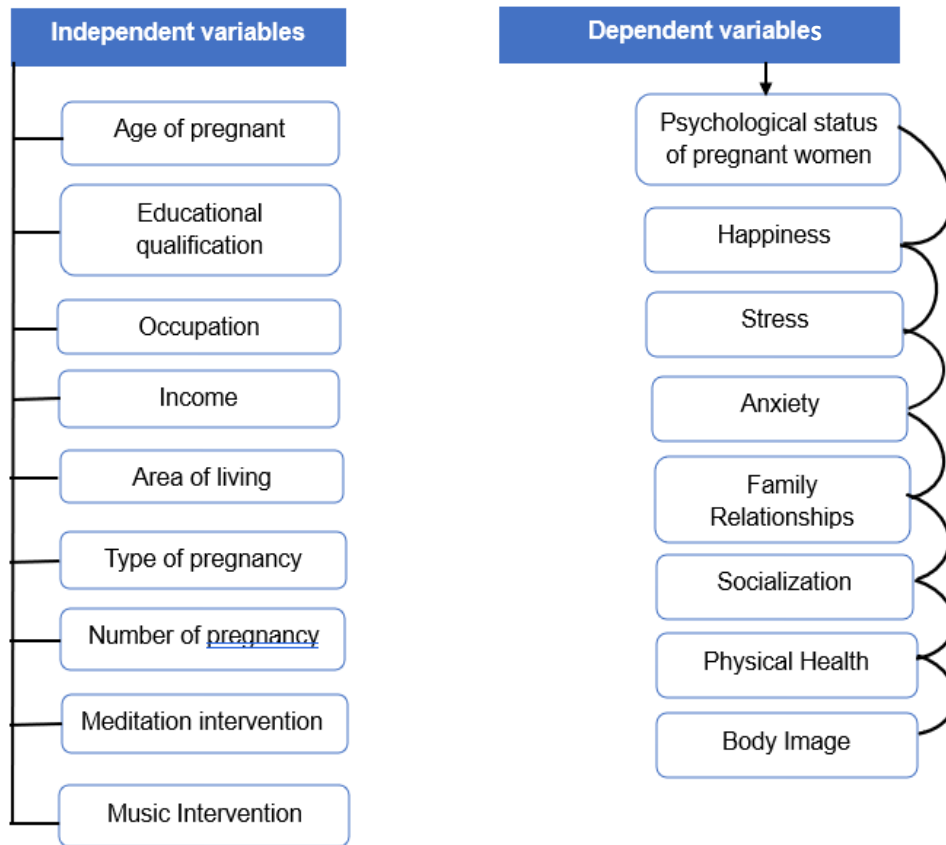 Independent variables
Age of pregnant
Educational
qualification
Occupation
Income
Area of living
Type of pregnancy
Number of pregnancy
Meditation intervention
Music Intervention
Dependent variables
Psychological status
of pregnant women
Happiness
Stress
Anxiety
Family
Relationships
Socialization
Physical Health
Body Image